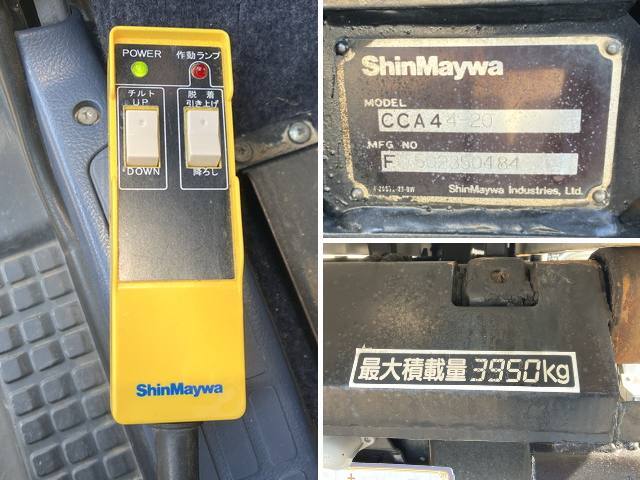 POWER 作動ランプ
チルト 脱着
UP 引き上げ
DOWN 降ろし
ShinMaywa
ShinMaywa
MODEL
CCA44-20
MFG NO
ShinMaywa Industries, Ltd.
最大積載量 3950kg